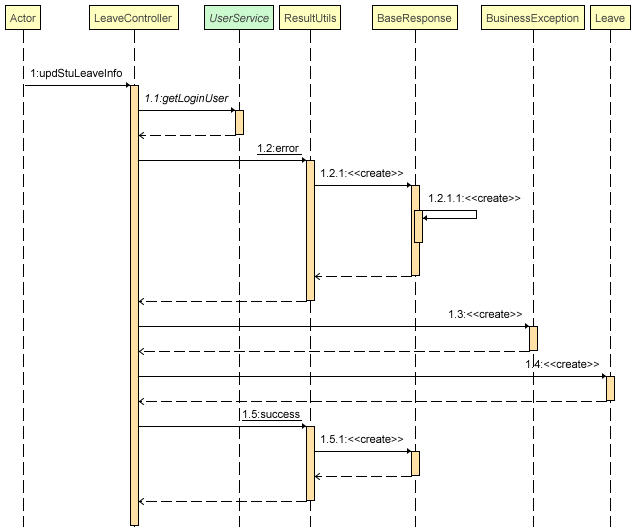 Actor LeaveController UserService ResultUtils BaseResponse BusinessException Leave
1:updStuLeaveInfo
1.1:getLoginUser
1.2:error
1.2.1:<<create>>
1.2.1.1:<<create>>
1.3:<<create>>
1.4:<<create>>
1.5:success
1.5.1:<<create>>